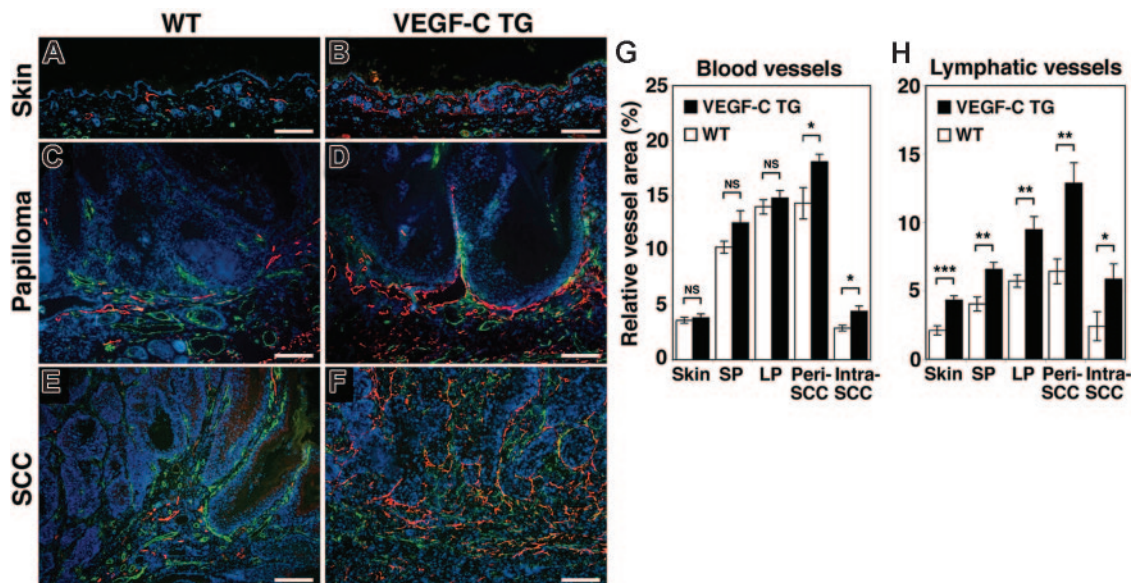 WT
VEGF-C TG
Skin
A
B
Papilloma
C
D
SCC
E
F
G
Blood vessels
Relative vessel area (%)
25
20
15
10
5
0
VEGF-C TG
WT
NS
NS
NS
*
*
Skin
SP
LP
Peri-
SCC
Intra-
SCC
H
Lymphatic vessels
20
15
10
5
0
VEGF-C TG
WT
***
**
**
**
*
Skin
SP
LP
Peri-
SCC
Intra-
SCC